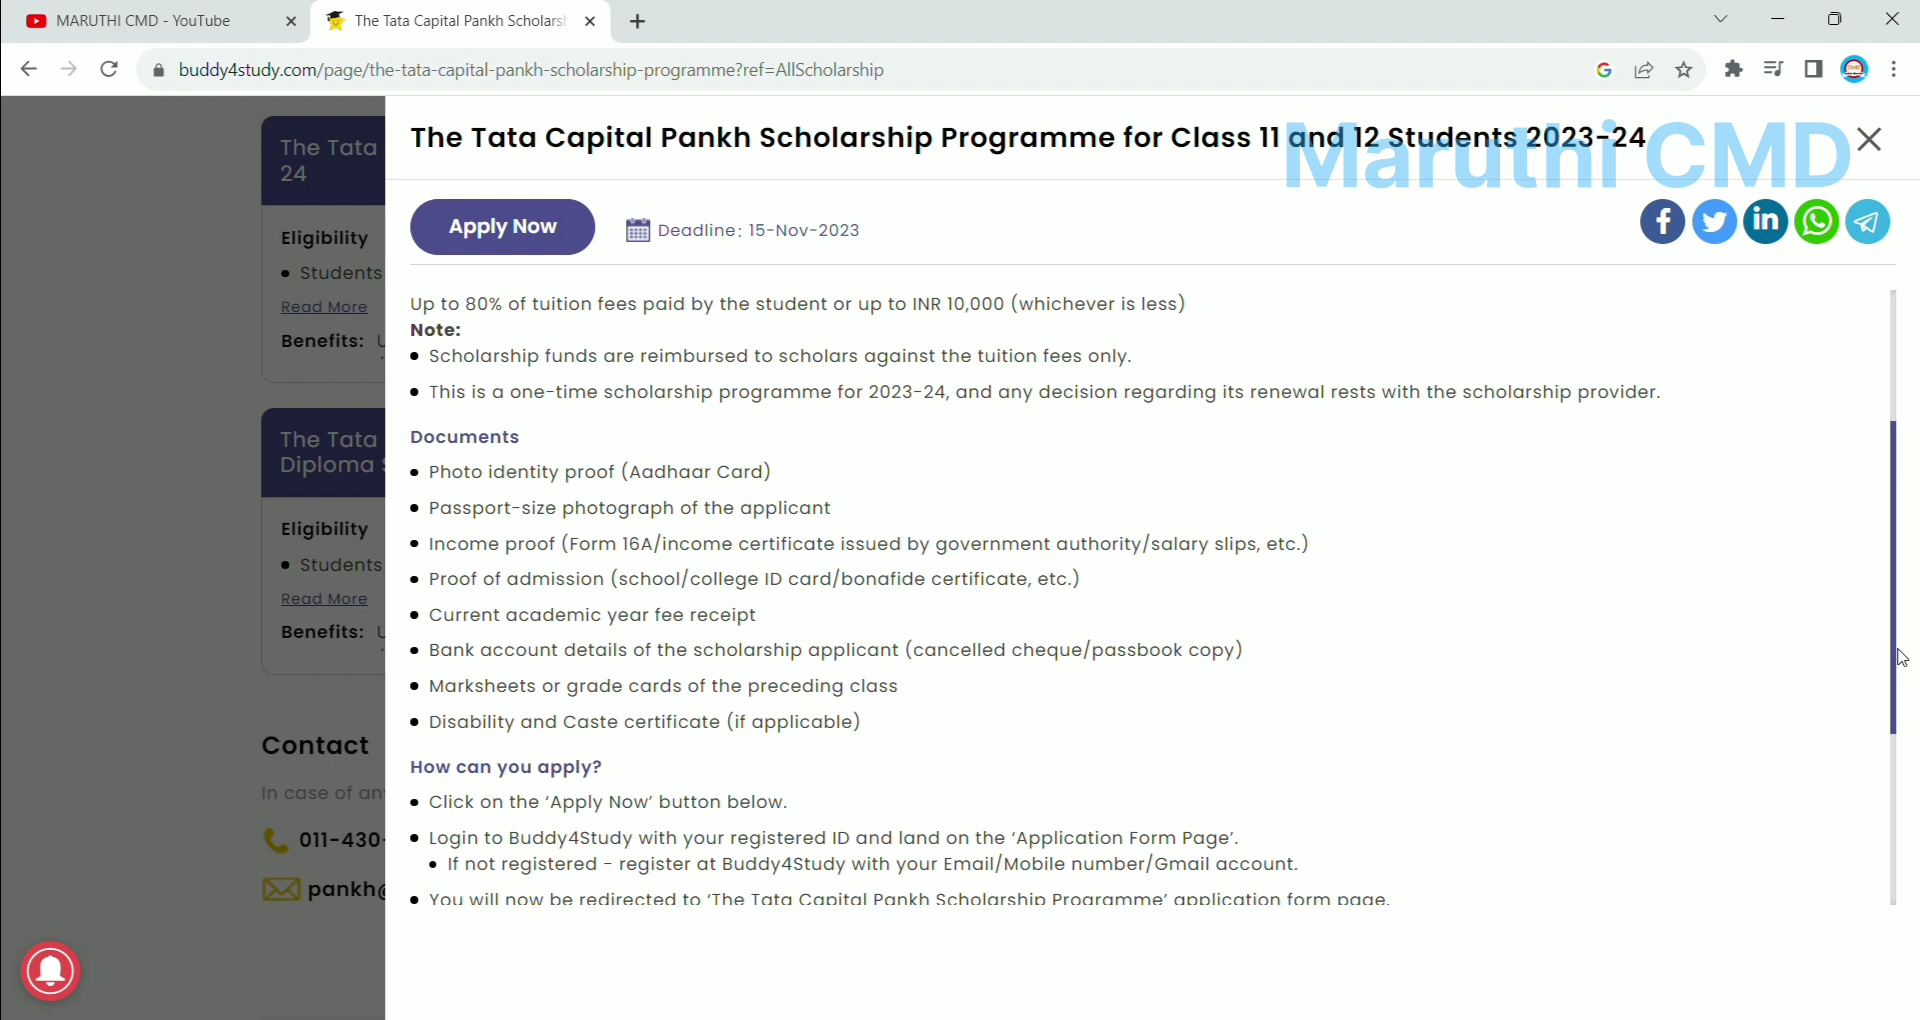 MARUTHI CMD - YouTube
The Tata Capital Pankh Scholarsh
buddy4study.com/page/the-tata-capital-pankh-scholarship-programme?ref=AllScholarship
The Tata Capital Pankh Scholarship Programme for Class 11 and 12 Students 2023-24
Maruthi CMD
Apply Now
Deadline: 15-Nov-2023
Up to 80% of tuition fees paid by the student or up to INR 10,000 (whichever is less)
Note:
Scholarship funds are reimbursed to scholars against the tuition fees only.
This is a one-time scholarship programme for 2023-24, and any decision regarding its renewal rests with the scholarship provider.
Documents
Photo identity proof (Aadhaar Card)
Passport-size photograph of the applicant
Income proof (Form 16A/income certificate issued by government authority/salary slips, etc.)
Proof of admission (school/college ID card/bonafide certificate, etc.)
Current academic year fee receipt
Bank account details of the scholarship applicant (cancelled cheque/passbook copy)
Marksheets or grade cards of the preceding class
Disability and Caste certificate (if applicable)
How can you apply?
Click on the ‘Apply Now’ button below.
Login to Buddy4Study with your registered ID and land on the ‘Application Form Page’.
If not registered - register at Buddy4Study with your Email/Mobile number/Gmail account.
You will now be redirected to ‘The Tata Capital Pankh Scholarship Programme’ application form page.
The Tata
24
Eligibility
Students
Read More
Benefits:
The Tata
Diploma
Eligibility
Students
Read More
Benefits:
Contact
In case of an
011-430-
pankh@